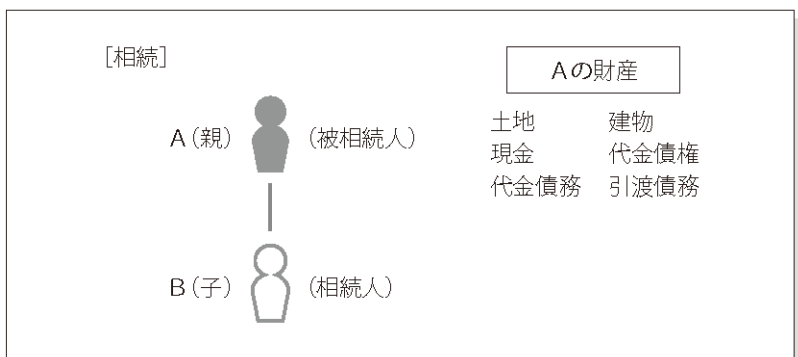 [相続]
Aの財産
A（親）（被相続人）
土地　建物
現金　代金債権
代金債務　引渡債務
B（子）（相続人）